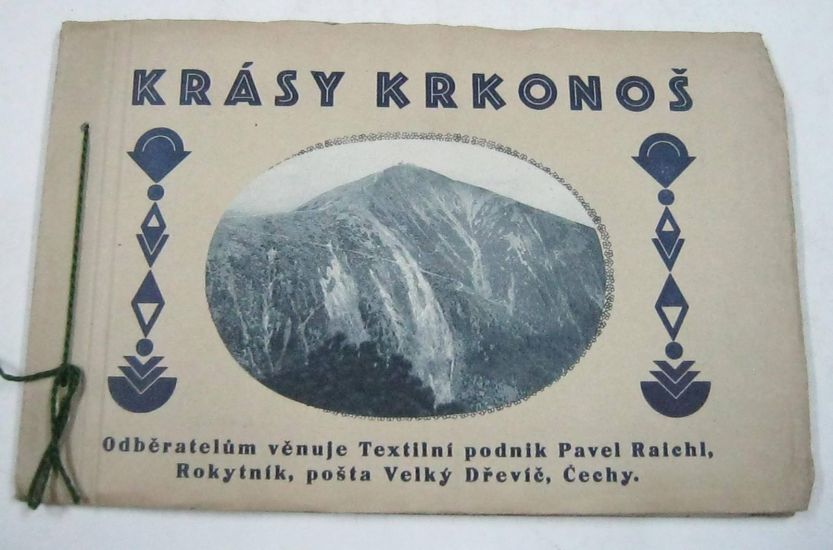 KRÁSY KRKONOŠ
Odběratelům věnuje Textilní podnik Pavel Raichl,
Rokytník, pošta Velký Dřevíč, Čechy.